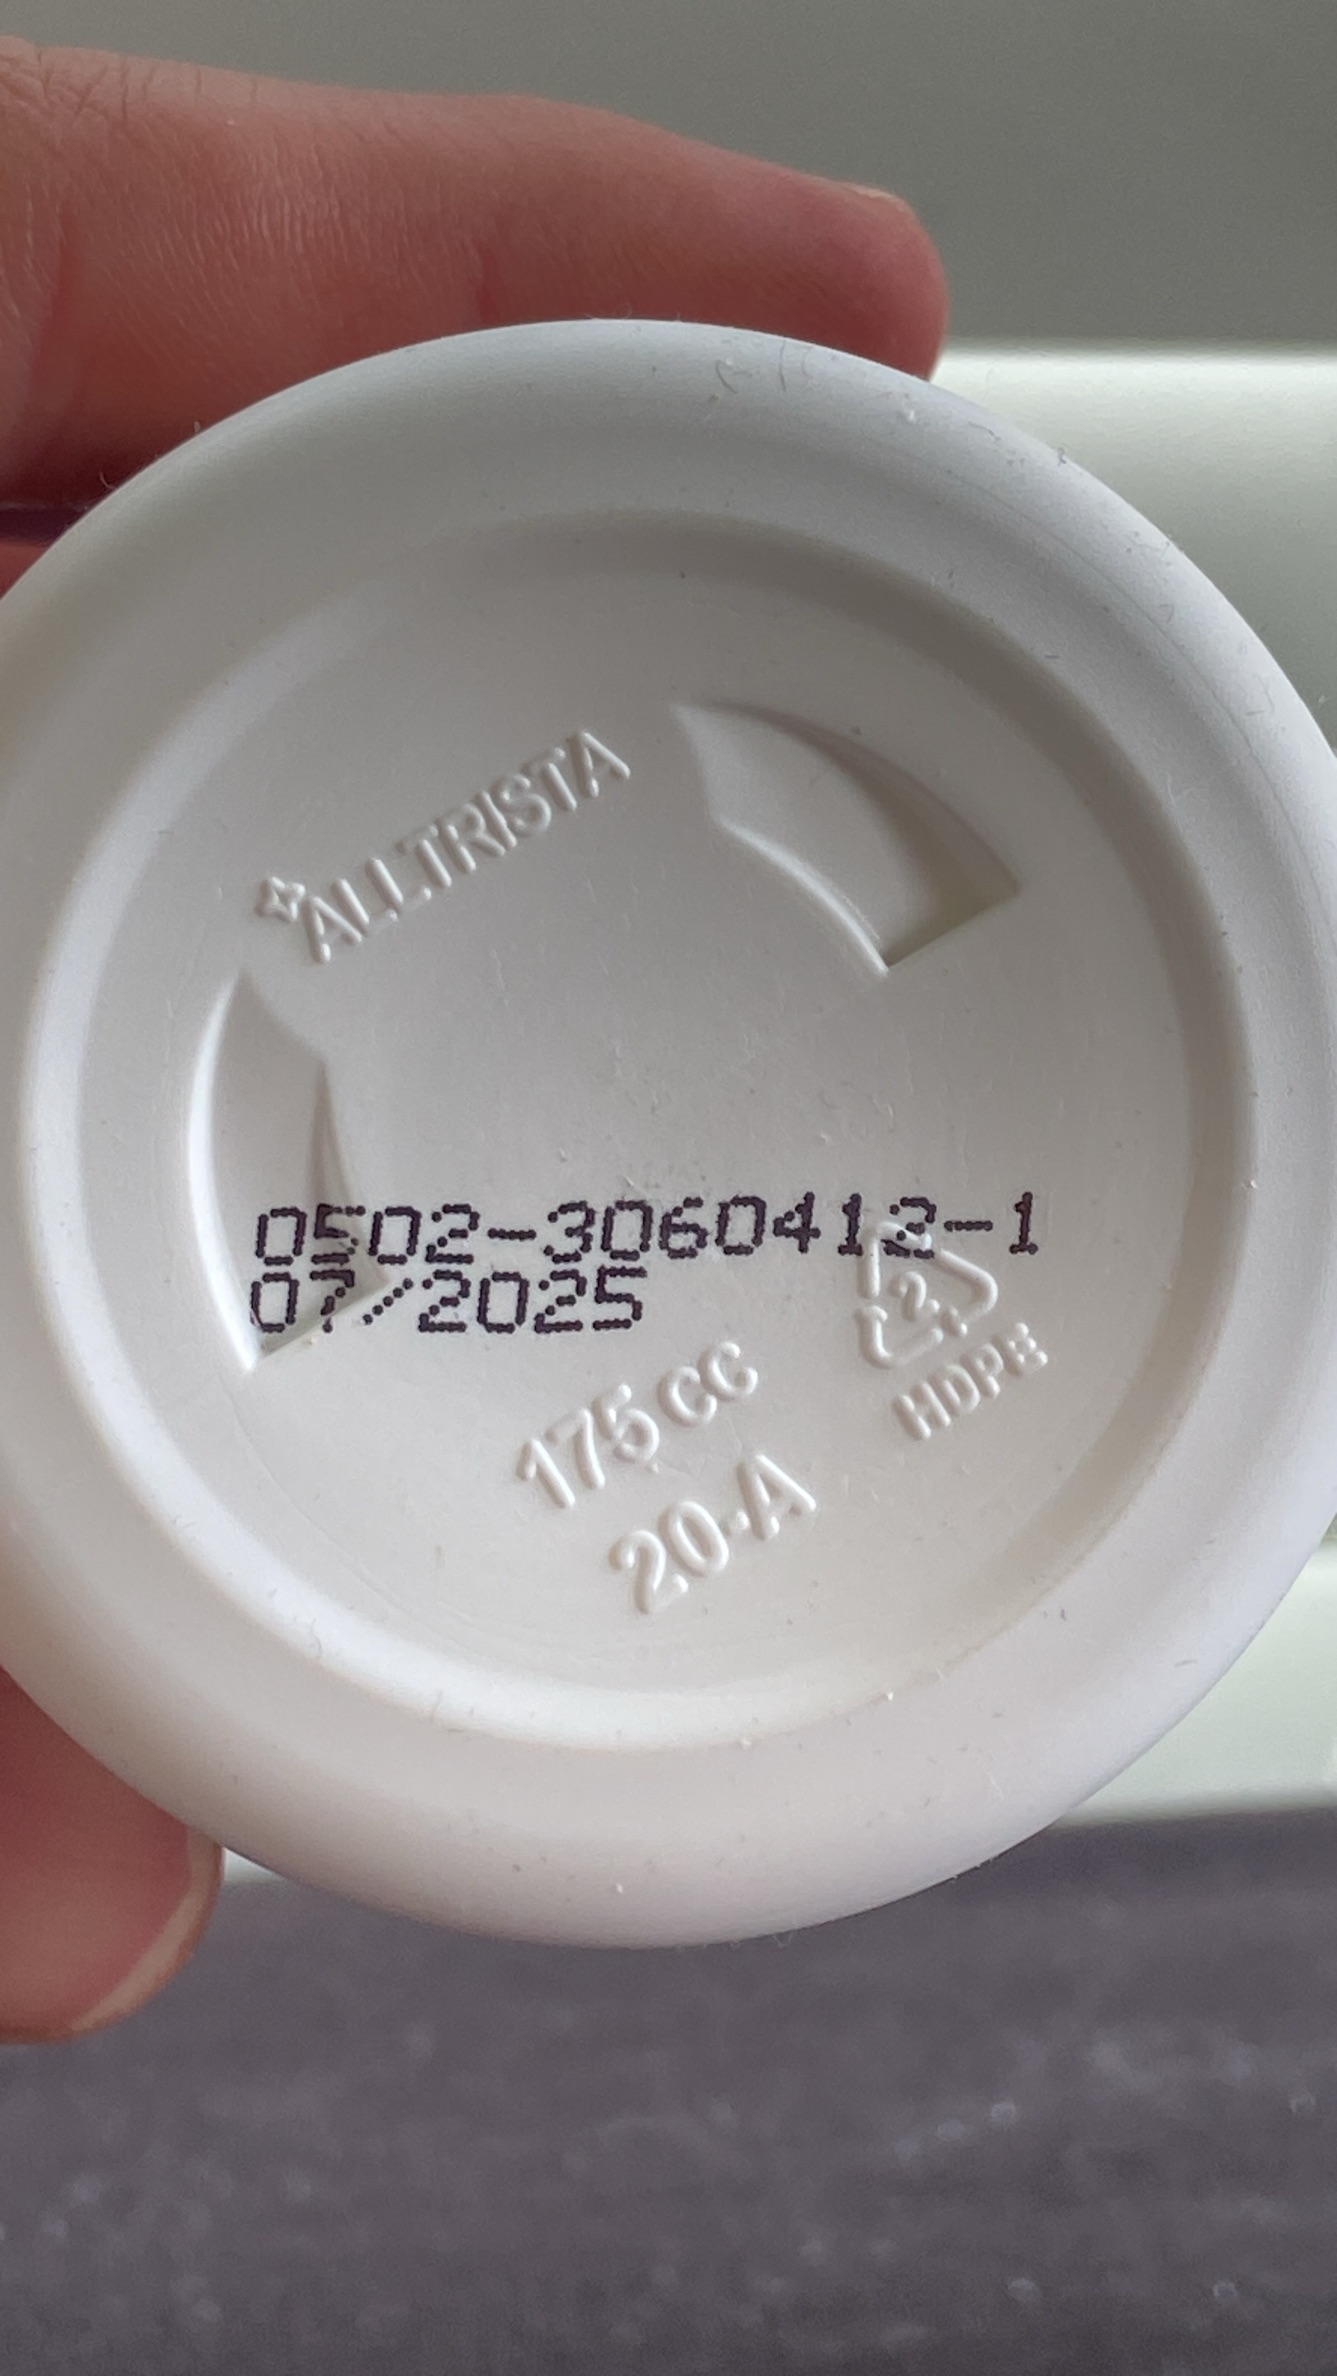 ALLTRISTA
0502-3060412-1
07/2025
2
HDPE
175 CC
20-A